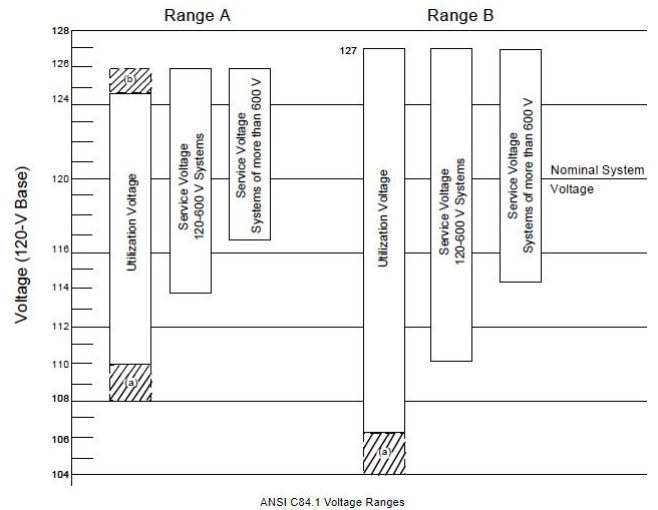 Range A
Range B
128
126
124
120
116
114
112
110
108
106
104
Voltage (120-V Base)
(b)
Utilization Voltage
(a)
Service Voltage
120-600 V Systems
Service Voltage
Systems of more than 600 V
127
Utilization Voltage
(a)
Service Voltage
120-600 V Systems
Service Voltage
Systems of more than 600 V
Nominal System
Voltage
ANSI C84.1 Voltage Ranges